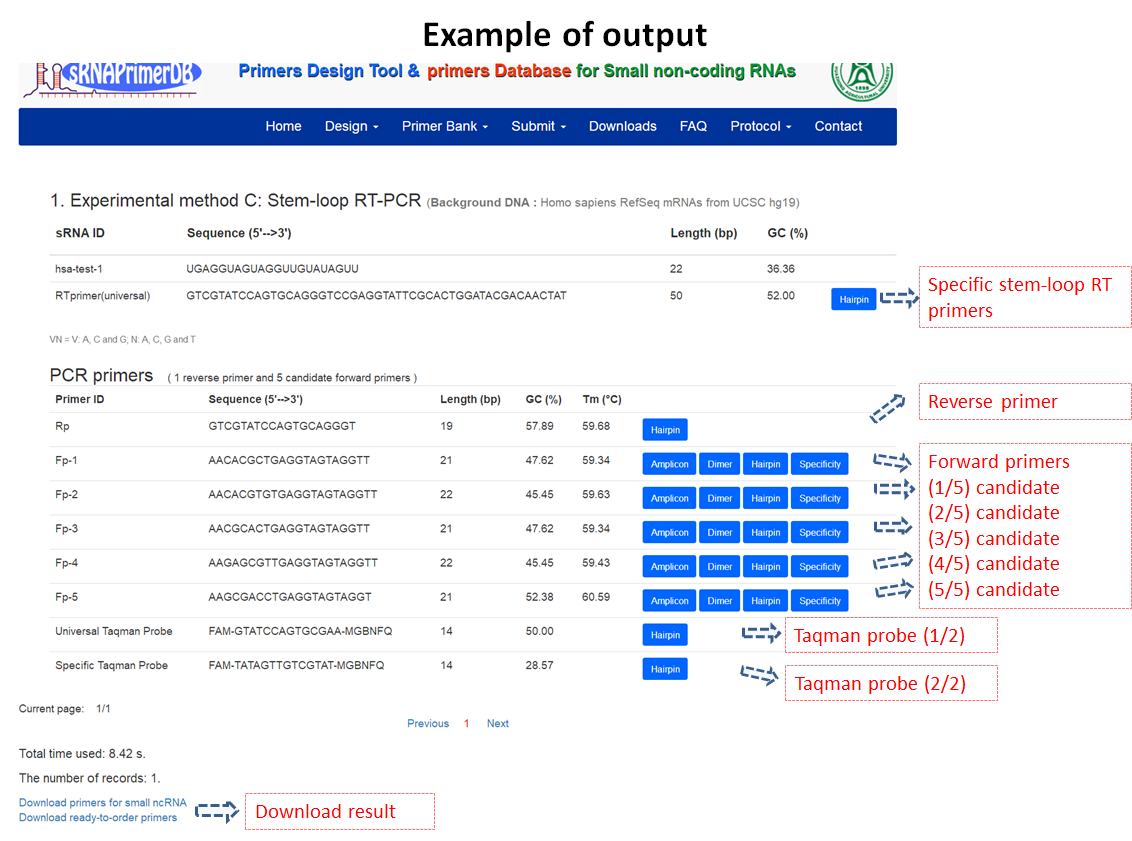 Example of output
sRNAPrimerDB
Primers Design Tool & primers Database for Small non-coding RNAs
1898
Home Design Primer Bank Submit Downloads FAQ Protocol Contact
1. Experimental method C: Stem-loop RT-PCR (Background DNA : Homo sapiens RefSeq mRNAs from UCSC hg19)
sRNA ID Sequence (5'-->3') Length (bp) GC (%)
hsa-test-1 UGAGGUAGUAGGUUGUAUAGUU 22 36.36
RTprimer(universal) GTCGTATCCAGTGCAGGGTCCGAGGTATTCGCACTGGATACGACAACTAT 50 52.00 Hairpin
Specific stem-loop RT
primers
VN = V: A, C and G; N: A, C, G and T
PCR primers ( 1 reverse primer and 5 candidate forward primers )
Primer ID Sequence (5'-->3') Length (bp) GC (%) Tm (°C)
Rp GTCGTATCCAGTGCAGGGT 19 57.89 59.68 Hairpin
Reverse primer
Fp-1 AACACGCTGAGGTAGTAGGTT 21 47.62 59.34 Amplicon Dimer Hairpin Specificity
Fp-2 AACACGTGTGAGGTAGTAGGTT 22 45.45 59.63 Amplicon Dimer Hairpin Specificity
Fp-3 AACGCACTGAGGTAGTAGGTT 21 47.62 59.34 Amplicon Dimer Hairpin Specificity
Fp-4 AAGAGCGTTGAGGTAGTAGGTT 22 45.45 59.43 Amplicon Dimer Hairpin Specificity
Fp-5 AAGCGACCTGAGGTAGTAGGT 21 52.38 60.59 Amplicon Dimer Hairpin Specificity
Forward primers
(1/5) candidate
(2/5) candidate
(3/5) candidate
(4/5) candidate
(5/5) candidate
Universal Taqman Probe FAM-GTATCCAGTGCGAA-MGBNFQ 14 50.00 Hairpin
Taqman probe (1/2)
Specific Taqman Probe FAM-TATAGTTGTCGTAT-MGBNFQ 14 28.57 Hairpin
Taqman probe (2/2)
Current page: 1/1
Previous 1 Next
Total time used: 8.42 s.
The number of records: 1.
Download primers for small ncRNA
Download ready-to-order primers
Download result